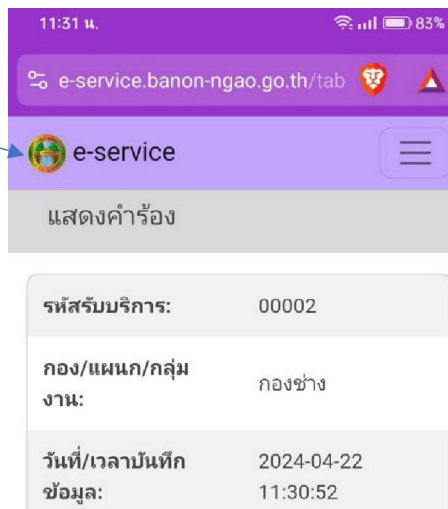 11:31 น.
83%
e-service.banon-ngao.go.th/tab
e-service
แสดงคำร้อง
รหัสรับบริการ: 00002
กอง/แผนก/กลุ่ม
งาน: กองช่าง
วันที่/เวลาบันทึก 2024-04-22
ข้อมูล: 11:30:52